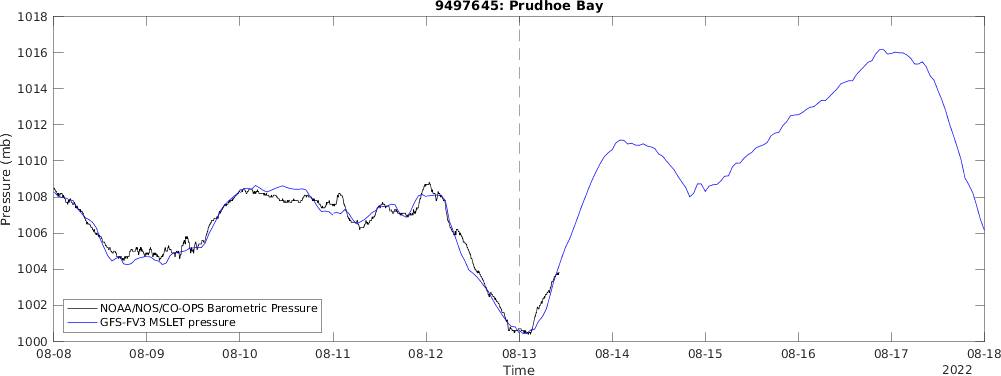 9497645: Prudhoe Bay
Pressure (mb)
1018
1016
1014
1012
1010
1008
1006
1004
1002
1000
NOAA/NOS/CO-OPS Barometric Pressure
GFS-FV3 MSLET pressure
08-08 08-09 08-10 08-11 08-12 08-13 08-14 08-15 08-16 08-17 08-18
Time
2022